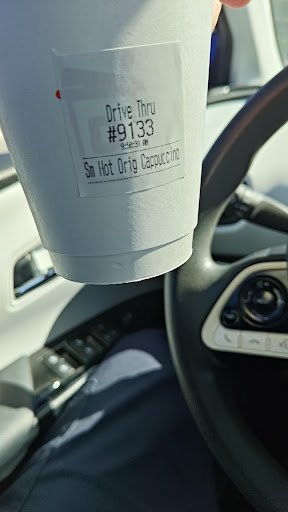 Drive Thru
#9133
9:50:31 AM
Sm Hot Orig Cappuccino